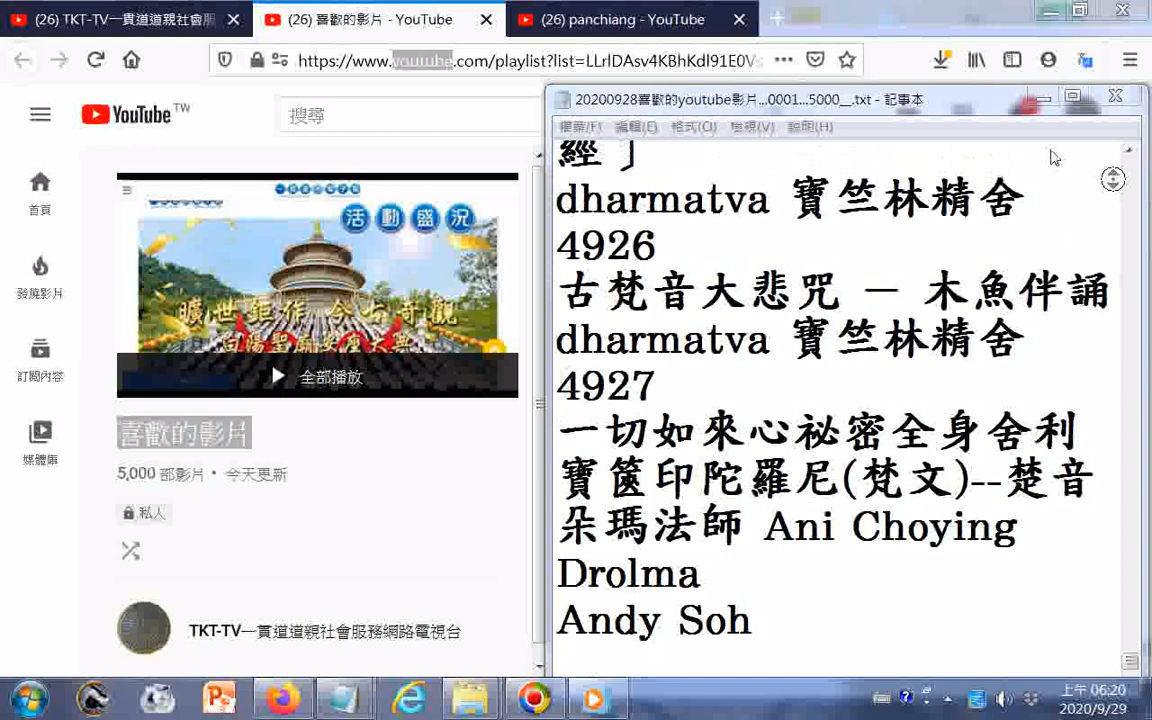 (26) TKT-TV一貫道道親社會服
(26) 喜歡的影片 - YouTube
(26) panchiang - YouTube
https://www.youtube.com/playlist?list=LLrlDAsv4KBhKdl91E0Vs
YouTube TW
搜尋
首頁
發燒影片
訂閱內容
媒體庫
活動盛況
曠世鉅作 今古奇觀
全部播放
喜歡的影片
5,000 部影片 • 今天更新
私人
TKT-TV一貫道道親社會服務網路電視台
20200928喜歡的youtube影片...0001...5000__.txt - 記事本
檔案(F) 編輯(E) 格式(O) 檢視(V) 說明(H)
經」
dharmatva 寶竺林精舍
4926
古梵音大悲咒 － 木魚伴誦
dharmatva 寶竺林精舍
4927
一切如來心祕密全身舍利
寶篋印陀羅尼(梵文)--楚音
朵瑪法師 Ani Choying
Drolma
Andy Soh
上午 06:20
2020/9/29